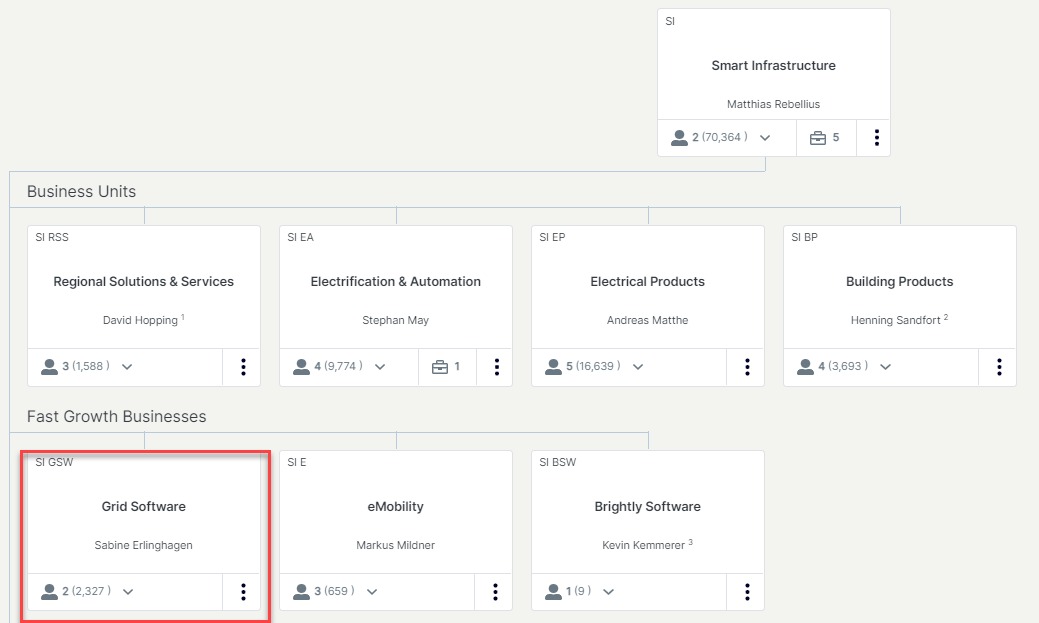 SI
Smart Infrastructure
Matthias Rebellius
2 (70,364 ) 5
Business Units
SI RSS
Regional Solutions & Services
David Hopping 1
3 (1,588 )
SI EA
Electrification & Automation
Stephan May
4 (9,774 ) 1
SI EP
Electrical Products
Andreas Matthe
5 (16,639 )
SI BP
Building Products
Henning Sandfort 2
4 (3,693 )
Fast Growth Businesses
SI GSW
Grid Software
Sabine Erlinghagen
2 (2,327 )
SI E
eMobility
Markus Mildner
3 (659 )
SI BSW
Brightly Software
Kevin Kemmerer 3
1 (9 )